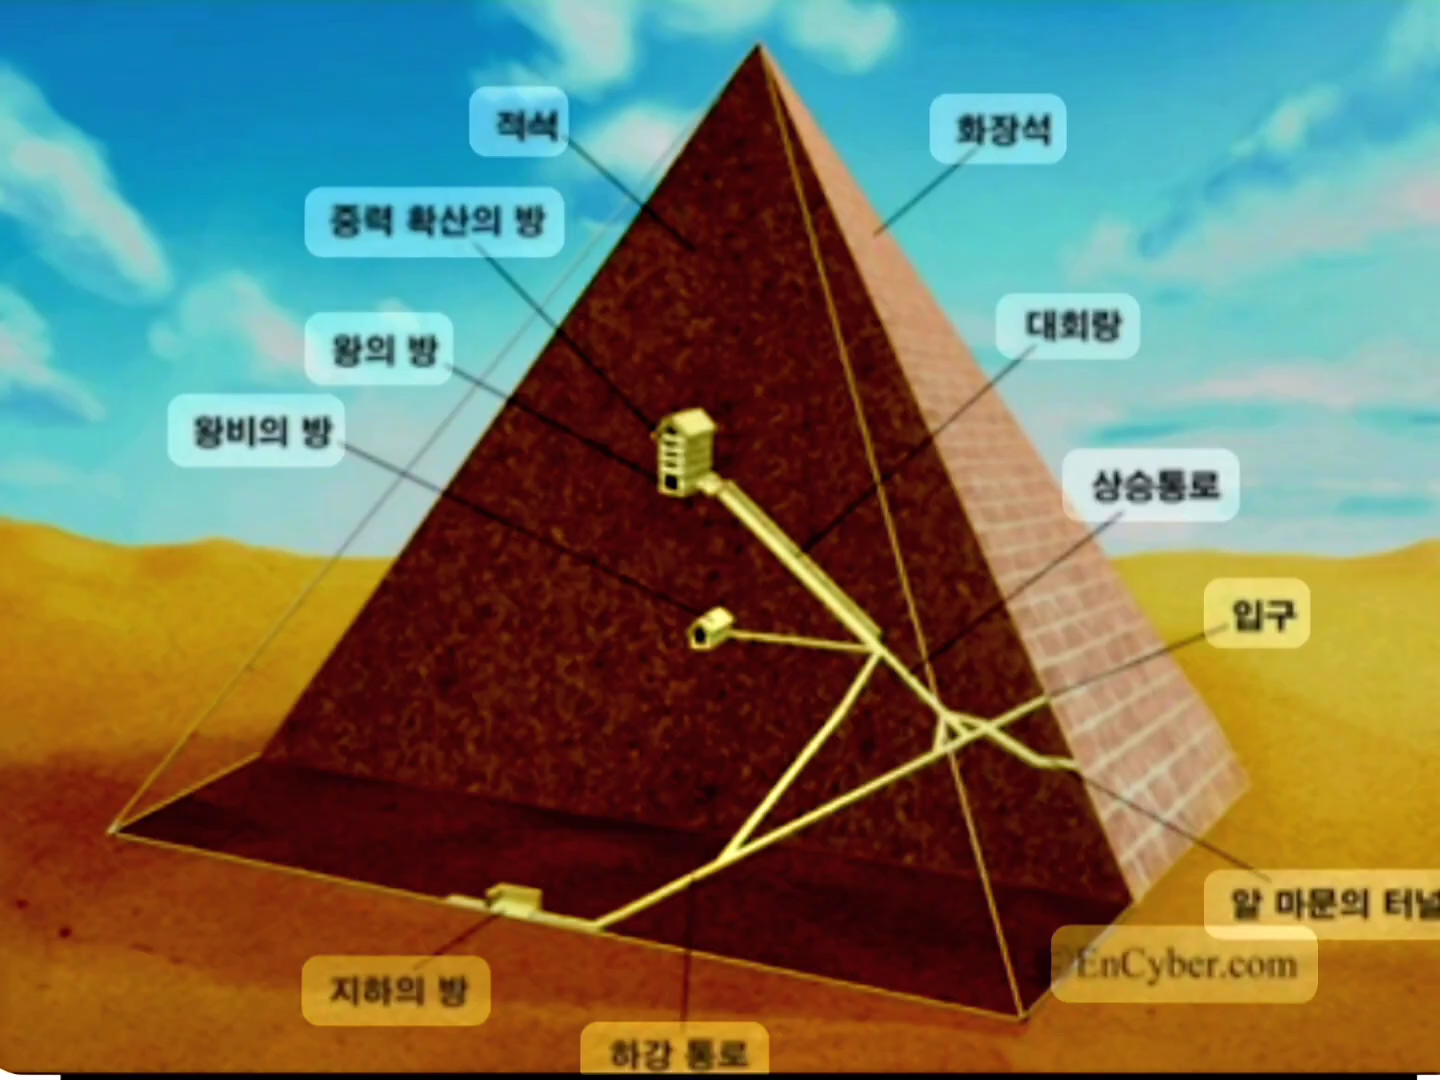 적석
화장석
중력 확산의 방
대회랑
왕의 방
왕비의 방
상승통로
입구
알 마문의 터널
EnCyber.com
지하의 방
하강 통로